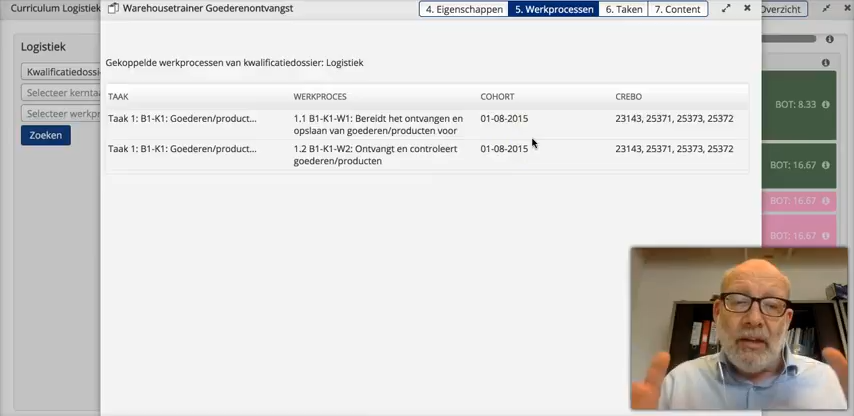 Curriculum Logistiek
Warehousetrainer Goederenontvangst
4. Eigenschappen
5. Werkprocessen
6. Taken
7. Content
Overzicht
Logistiek
Gekoppelde werkprocessen van kwalificatiedossier: Logistiek
Kwalificatiedossi
Selecteer kernta
Selecteer werkpr
Zoeken
TAAK WERKPROCES COHORT CREBO
Taak 1: B1-K1: Goederen/product... 1.1 B1-K1-W1: Bereidt het ontvangen en 01-08-2015 23143, 25371, 25373, 25372
opslaan van goederen/producten voor
Taak 1: B1-K1: Goederen/product... 1.2 B1-K1-W2: Ontvangt en controleert 01-08-2015 23143, 25371, 25373, 25372
goederen/producten
BOT: 8.33
BOT: 16.67
BOT: 16.67
BOT: 16.67